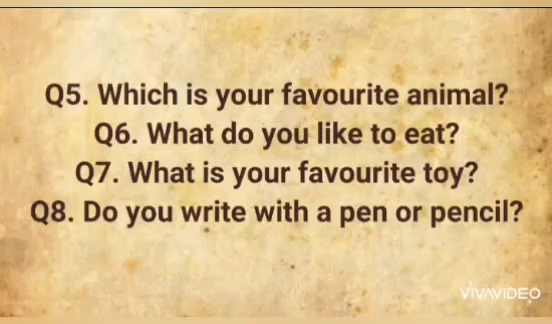 Q5. Which is your favourite animal?
Q6. What do you like to eat?
Q7. What is your favourite toy?
Q8. Do you write with a pen or pencil?
VIVAVIDEO